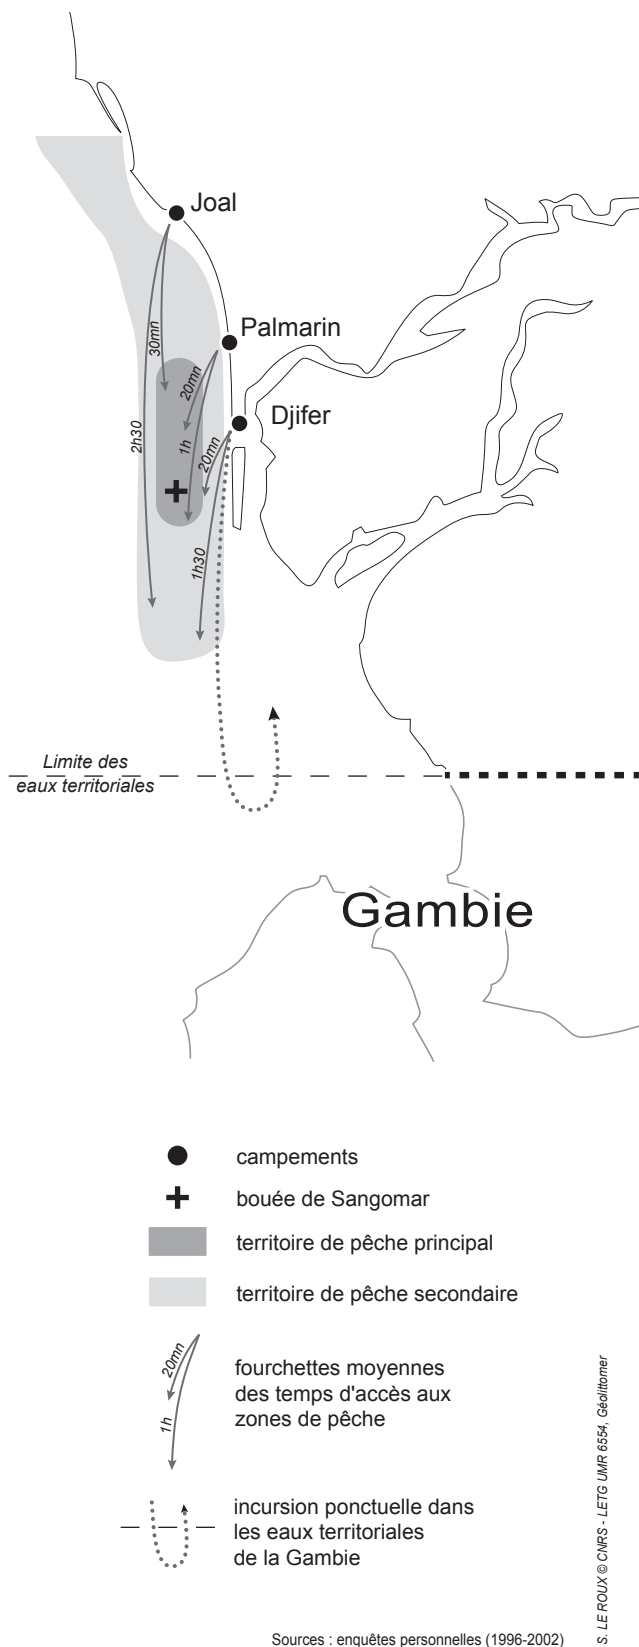 Joal
30mn
Palmarin
20mn
Djifer
2h30
1h
20mn
1h30
Limite des
eaux territoriales
Gambie
campements
bouée de Sangomar
territoire de pêche principal
territoire de pêche secondaire
20mn
1h
fourchettes moyennes
des temps d'accès aux
zones de pêche
incursion ponctuelle dans
les eaux territoriales
de la Gambie
S. LE ROUX © CNRS - LETG UMR 6554, Géolittomer
Sources : enquêtes personnelles (1996-2002)